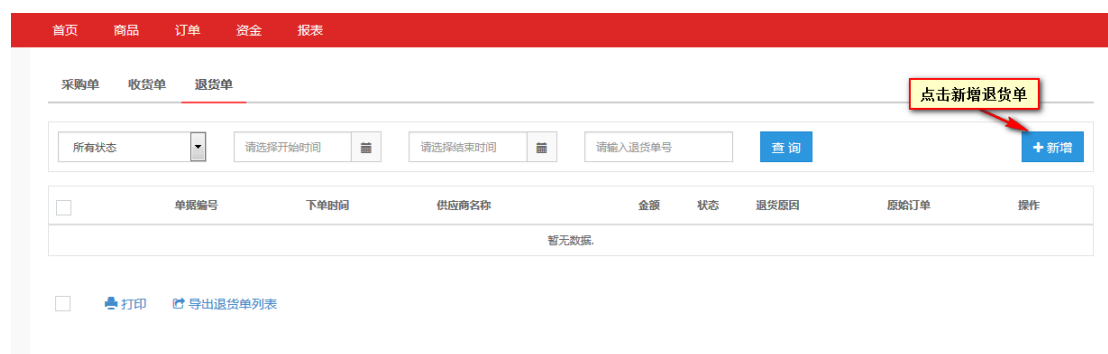 首页 商品 订单 资金 报表
采购单 收货单 退货单
点击新增退货单
所有状态 请选择开始时间 请选择结束时间 请输入退货单号 查询 新增
单据编号 下单时间 供应商名称 金额 状态 退货原因 原始订单 操作
暂无数据.
打印 导出退货单列表